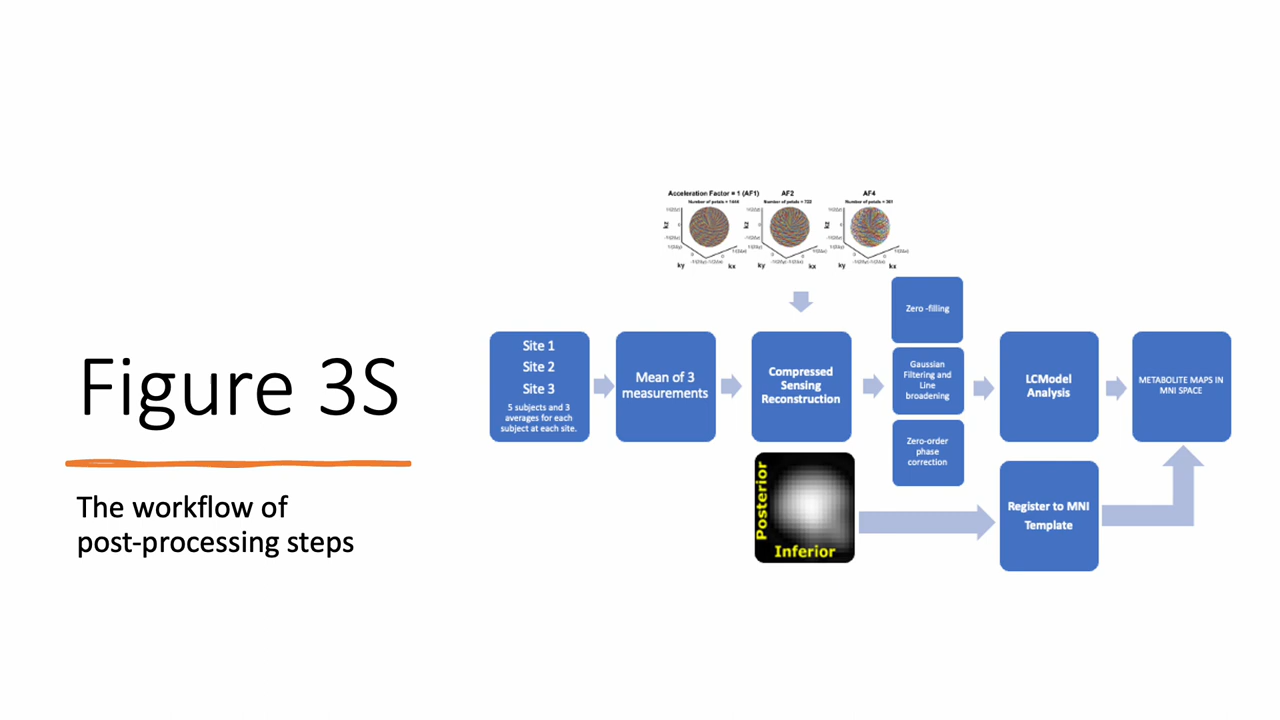 Figure 3S
The workflow of
post-processing steps
Acceleration Factor = 1 (AF1)
AF2
AF4
Number of petals = 1444
Number of petals = 722
Number of petals = 361
kz
ky
kx
kz
ky
kx
kz
ky
kx
Site 1
Site 2
Site 3
5 subjects and 3
averages for each
subject at each site.
Mean of 3
measurements
Compressed
Sensing
Reconstruction
Zero -filling
Gaussian
Filtering and
Line
broadening
Zero-order
phase
correction
LCModel
Analysis
METABOLITE MAPS IN
MNI SPACE
Posterior
Inferior
Register to MNI
Template